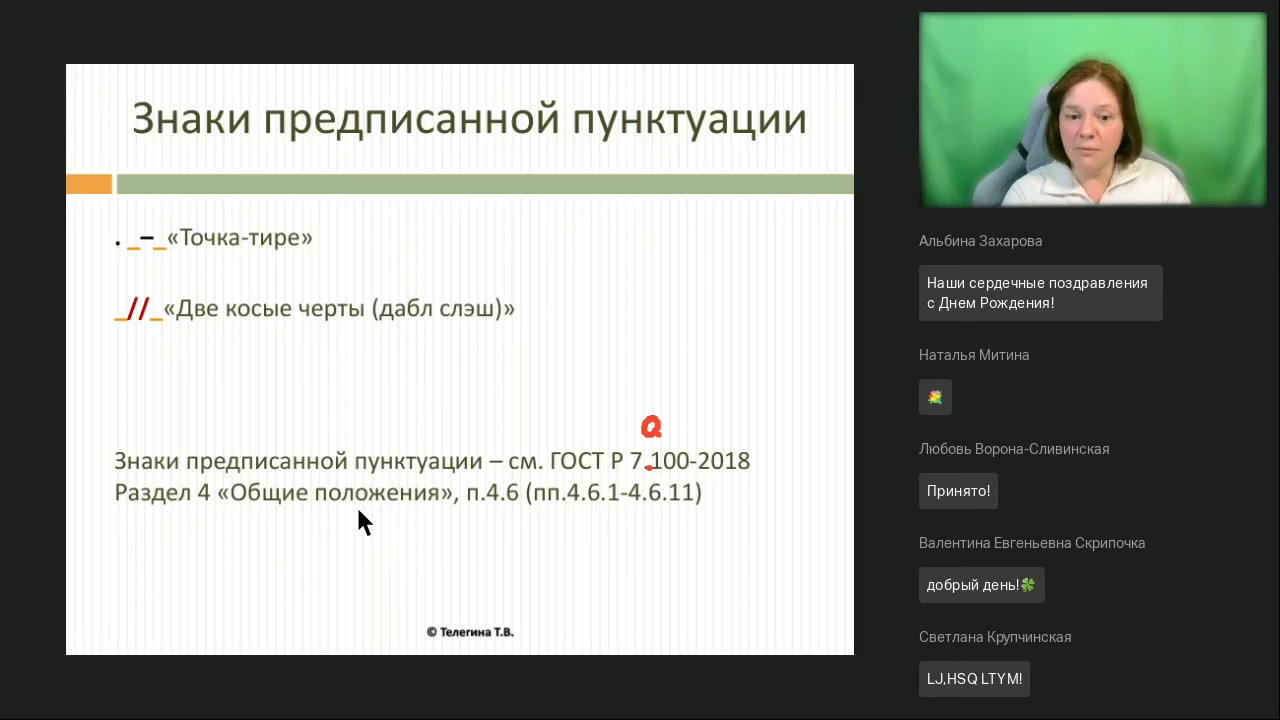 Знаки предписанной пунктуации
. _–_«Точка-тире»
_//_«Две косые черты (дабл слэш)»
0
Знаки предписанной пунктуации – см. ГОСТ Р 7.100-2018
Раздел 4 «Общие положения», п.4.6 (пп.4.6.1-4.6.11)
© Телегина Т.В.
Альбина Захарова
Наши сердечные поздравления
с Днем Рождения!
Наталья Митина
💐
Любовь Ворона-Сливинская
Принято!
Валентина Евгеньевна Скрипочка
добрый день!🍀
Светлана Крупчинская
LJ,HSQ LTYM!